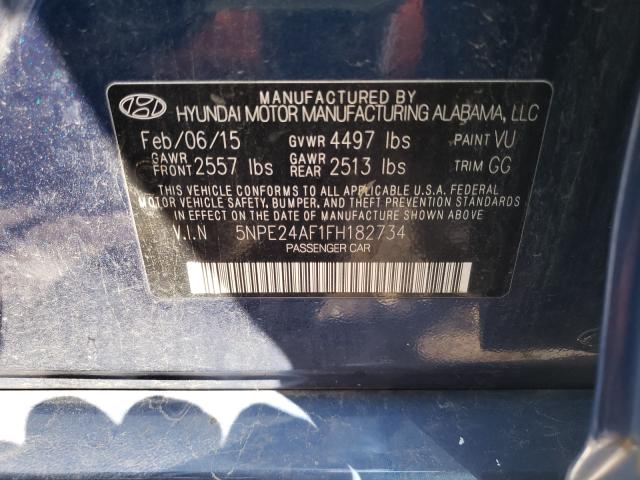 MANUFACTURED BY
HYUNDAI MOTOR MANUFACTURING ALABAMA, LLC
Feb/06/15 GVWR 4497 lbs PAINT VU
GAWR FRONT 2557 lbs GAWR REAR 2513 lbs TRIM GG
THIS VEHICLE CONFORMS TO ALL APPLICABLE U.S.A. FEDERAL
MOTOR VEHICLE SAFETY, BUMPER, AND THEFT PREVENTION
STANDARDS IN EFFECT ON THE DATE OF MANUFACTURE SHOWN ABOVE.
V.I.N 5NPE24AF1FH182734
PASSENGER CAR